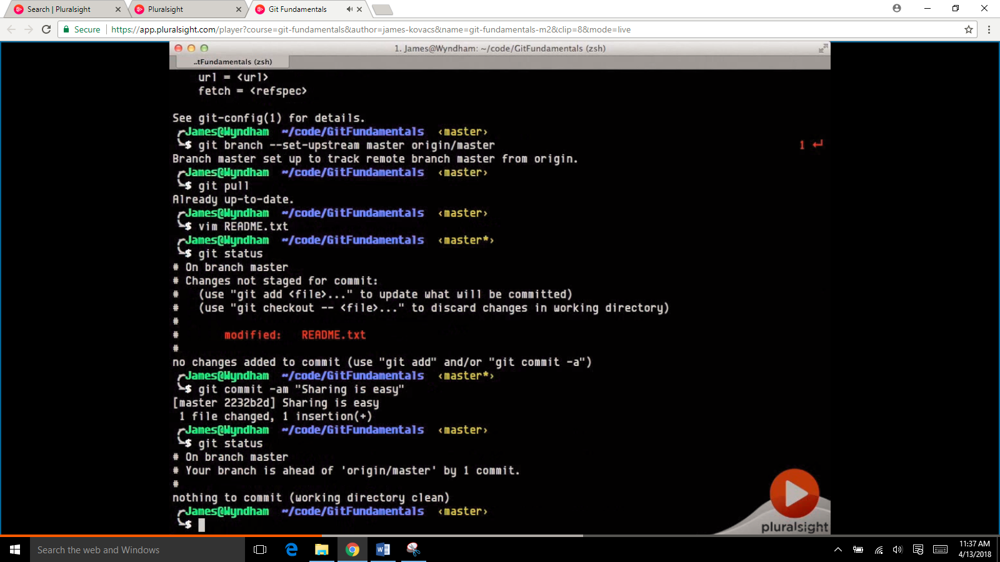 Search | Pluralsight
Pluralsight
Git Fundamentals
Secure
https://app.pluralsight.com/player?course=git-fundamentals&author=james-kovacs&name=git-fundamentals-m2&clip=8&mode=live
1. James@Wyndham: ~/code/GitFundamentals (zsh)
..tFundamentals (zsh)
url = <url>
fetch = <refspec>
See git-config(1) for details.
James@Wyndham ~/code/GitFundamentals ‹master›
$ git branch --set-upstream master origin/master 1 ↵
Branch master set up to track remote branch master from origin.
James@Wyndham ~/code/GitFundamentals ‹master›
$ git pull
Already up-to-date.
James@Wyndham ~/code/GitFundamentals ‹master›
$ vim README.txt
James@Wyndham ~/code/GitFundamentals ‹master*›
$ git status
# On branch master
# Changes not staged for commit:
#   (use "git add <file>..." to update what will be committed)
#   (use "git checkout -- <file>..." to discard changes in working directory)
#
#       modified:   README.txt
#
no changes added to commit (use "git add" and/or "git commit -a")
James@Wyndham ~/code/GitFundamentals ‹master*›
$ git commit -am "Sharing is easy"
[master 2232b2d] Sharing is easy
1 file changed, 1 insertion(+)
James@Wyndham ~/code/GitFundamentals ‹master›
$ git status
# On branch master
# Your branch is ahead of 'origin/master' by 1 commit.
#
nothing to commit (working directory clean)
James@Wyndham ~/code/GitFundamentals ‹master›
$
pluralsight
Search the web and Windows
11:37 AM
4/13/2018